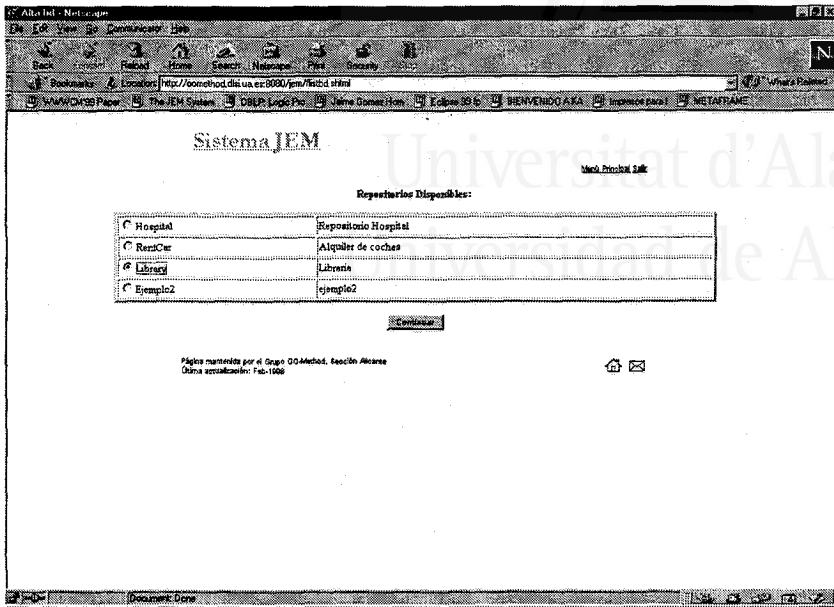 Alta bd - Netscape
File Edit View Go Communicator Help
Back Reload Home Search Netscape Print Security
Bookmarks Location: http://oomethod.dlsi.ua.es:8080/jem/listbd.shtml What's Related
WWWCM'99 Paper The JEM System DBLP: Logic Pro Jaime Gomez Hom Eclipse 99 & BIENVENIDO A KA Impresos para l METAFRAME
Sistema JEM
Menú Principal Salir
Repositorios Disponibles:
Hospital Repositorio Hospital
RentCar Alquiler de coches
Library Libreria
Ejemplo2 ejemplo2
Continuar
Página mantenida por el Grupo OO-Method, Sección Alicante
Última actualización: Feb-1998
Document: Done
Universitat d'Ala
Universidad de Al